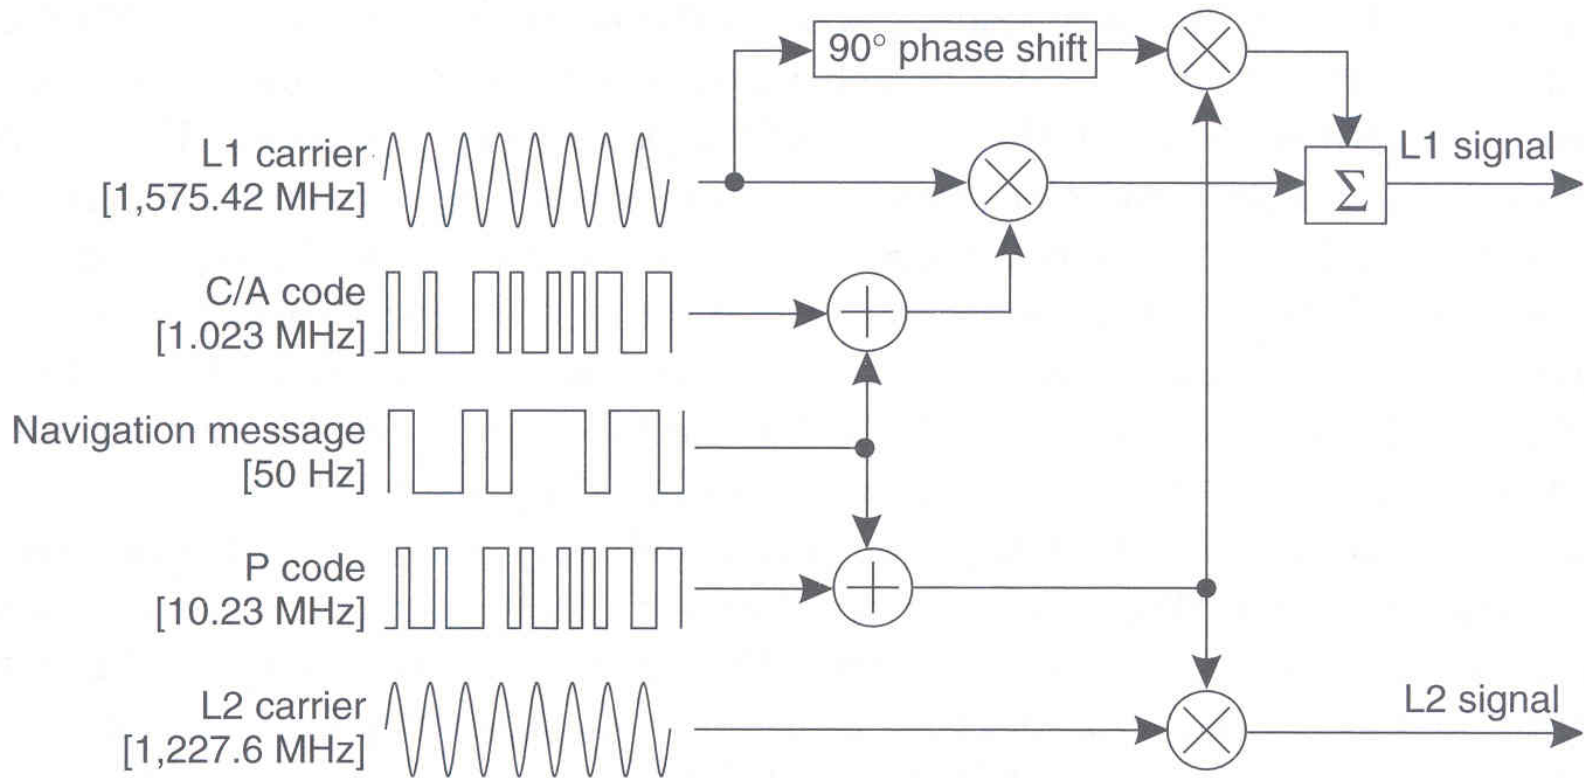 90° phase shift
L1 carrier
[1,575.42 MHz]
L1 signal
Σ
C/A code
[1.023 MHz]
Navigation message
[50 Hz]
P code
[10.23 MHz]
L2 carrier
[1,227.6 MHz]
L2 signal